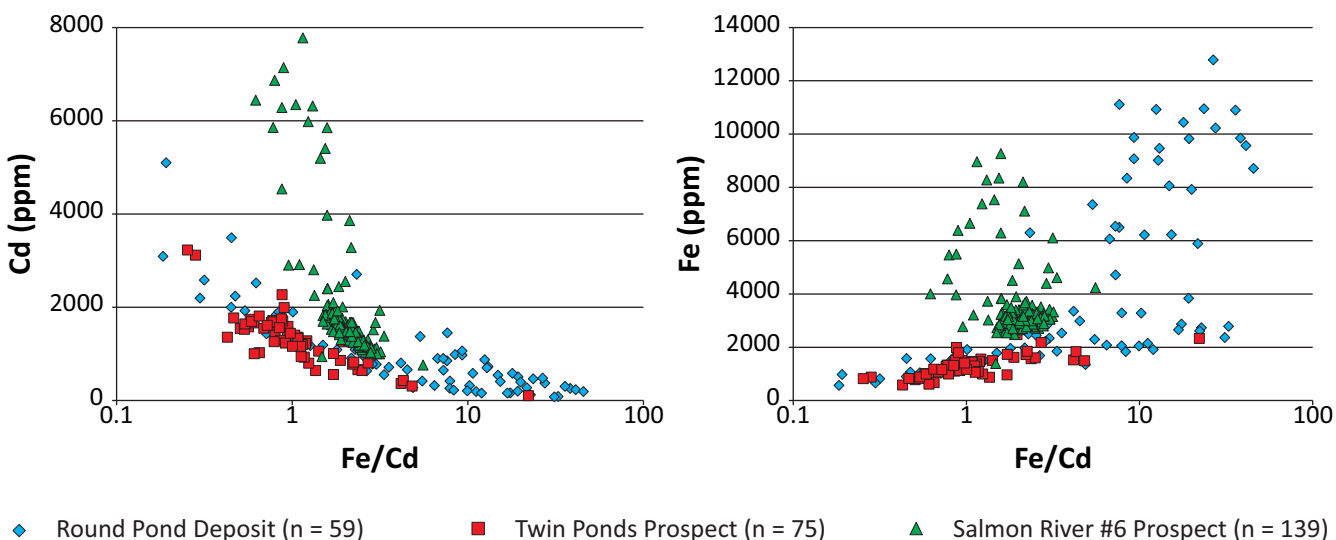 8000
6000
4000
2000
0
Cd (ppm)
0.1 1 10 100
Fe/Cd
14000
12000
10000
8000
6000
4000
2000
0
Fe (ppm)
0.1 1 10 100
Fe/Cd
Round Pond Deposit (n = 59) Twin Ponds Prospect (n = 75) Salmon River #6 Prospect (n = 139)